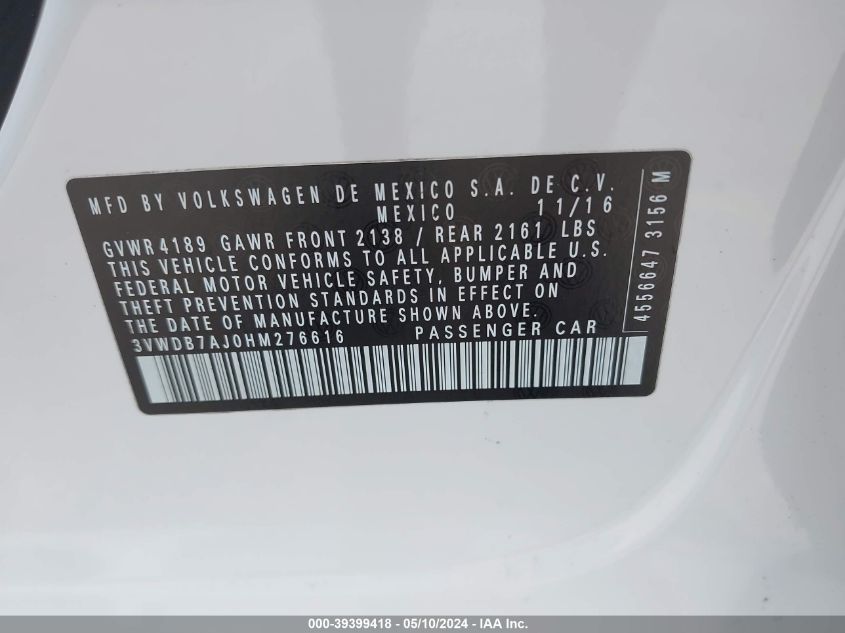 MFD BY VOLKSWAGEN DE MEXICO S.A. DE C.V.
MEXICO 11/16
GVWR 4189 GAWR FRONT 2138 / REAR 2161 LBS
THIS VEHICLE CONFORMS TO ALL APPLICABLE U.S.
FEDERAL MOTOR VEHICLE SAFETY, BUMPER AND
THEFT PREVENTION STANDARDS IN EFFECT ON
THE DATE OF MANUFACTURE SHOWN ABOVE.
3VWDB7AJ0HM276616 PASSENGER CAR
4556647 3156 M
000-39399418 - 05/10/2024 - IAA Inc.